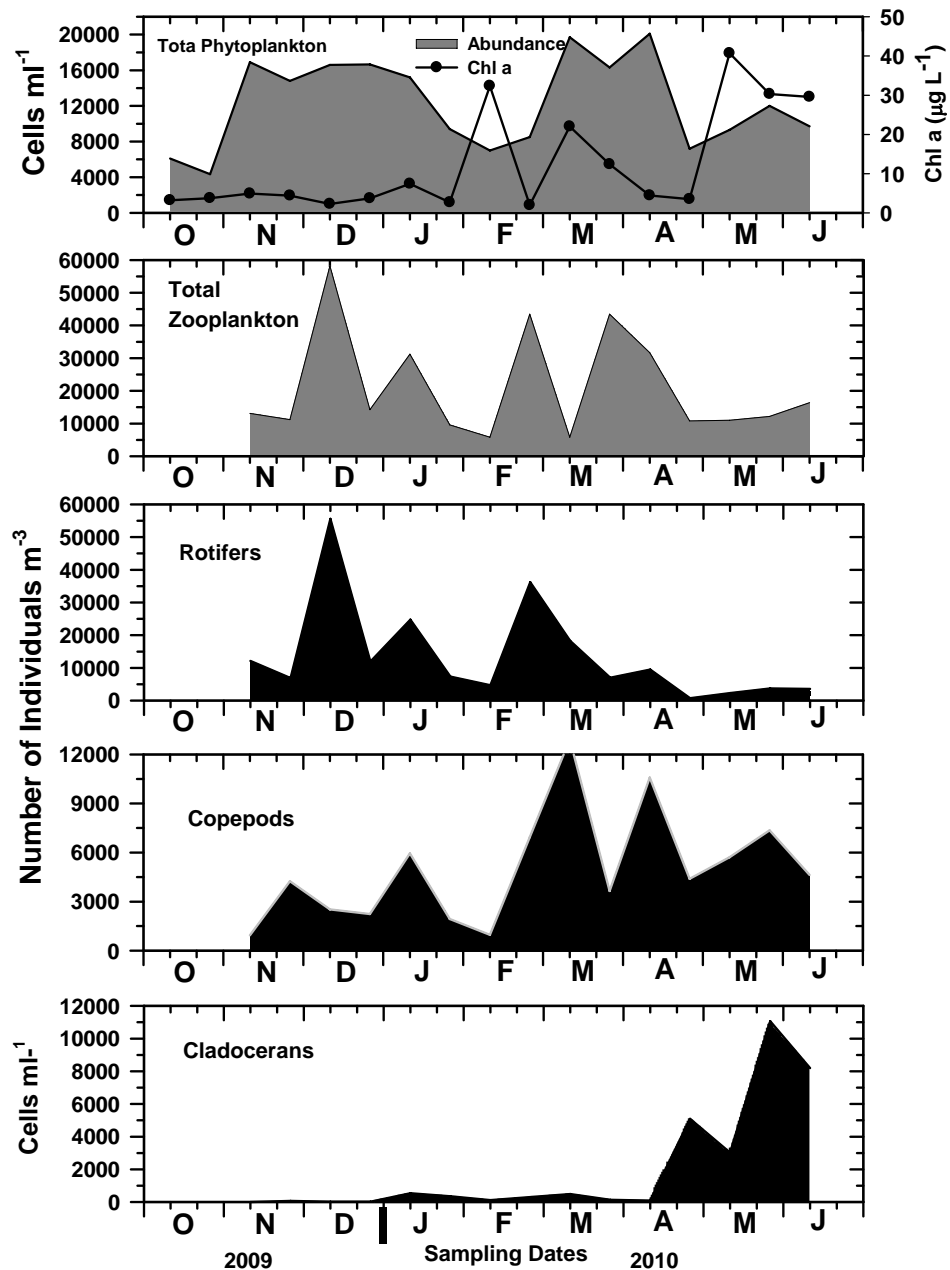 Tota Phytoplankton
Abundance
Chl a
Cells ml-1
Chl a (µg L-1)
20000
16000
12000
8000
4000
0
50
40
30
20
10
0
O N D J F M A M J
Total
Zooplankton
60000
50000
40000
30000
20000
10000
0
O N D J F M A M J
Number of Individuals m-3
Rotifers
60000
50000
40000
30000
20000
10000
0
O N D J F M A M J
Copepods
12000
9000
6000
3000
0
O N D J F M A M J
Cladocerans
Cells ml-1
12000
10000
8000
6000
4000
2000
0
O N D J F M A M J
2009 Sampling Dates 2010